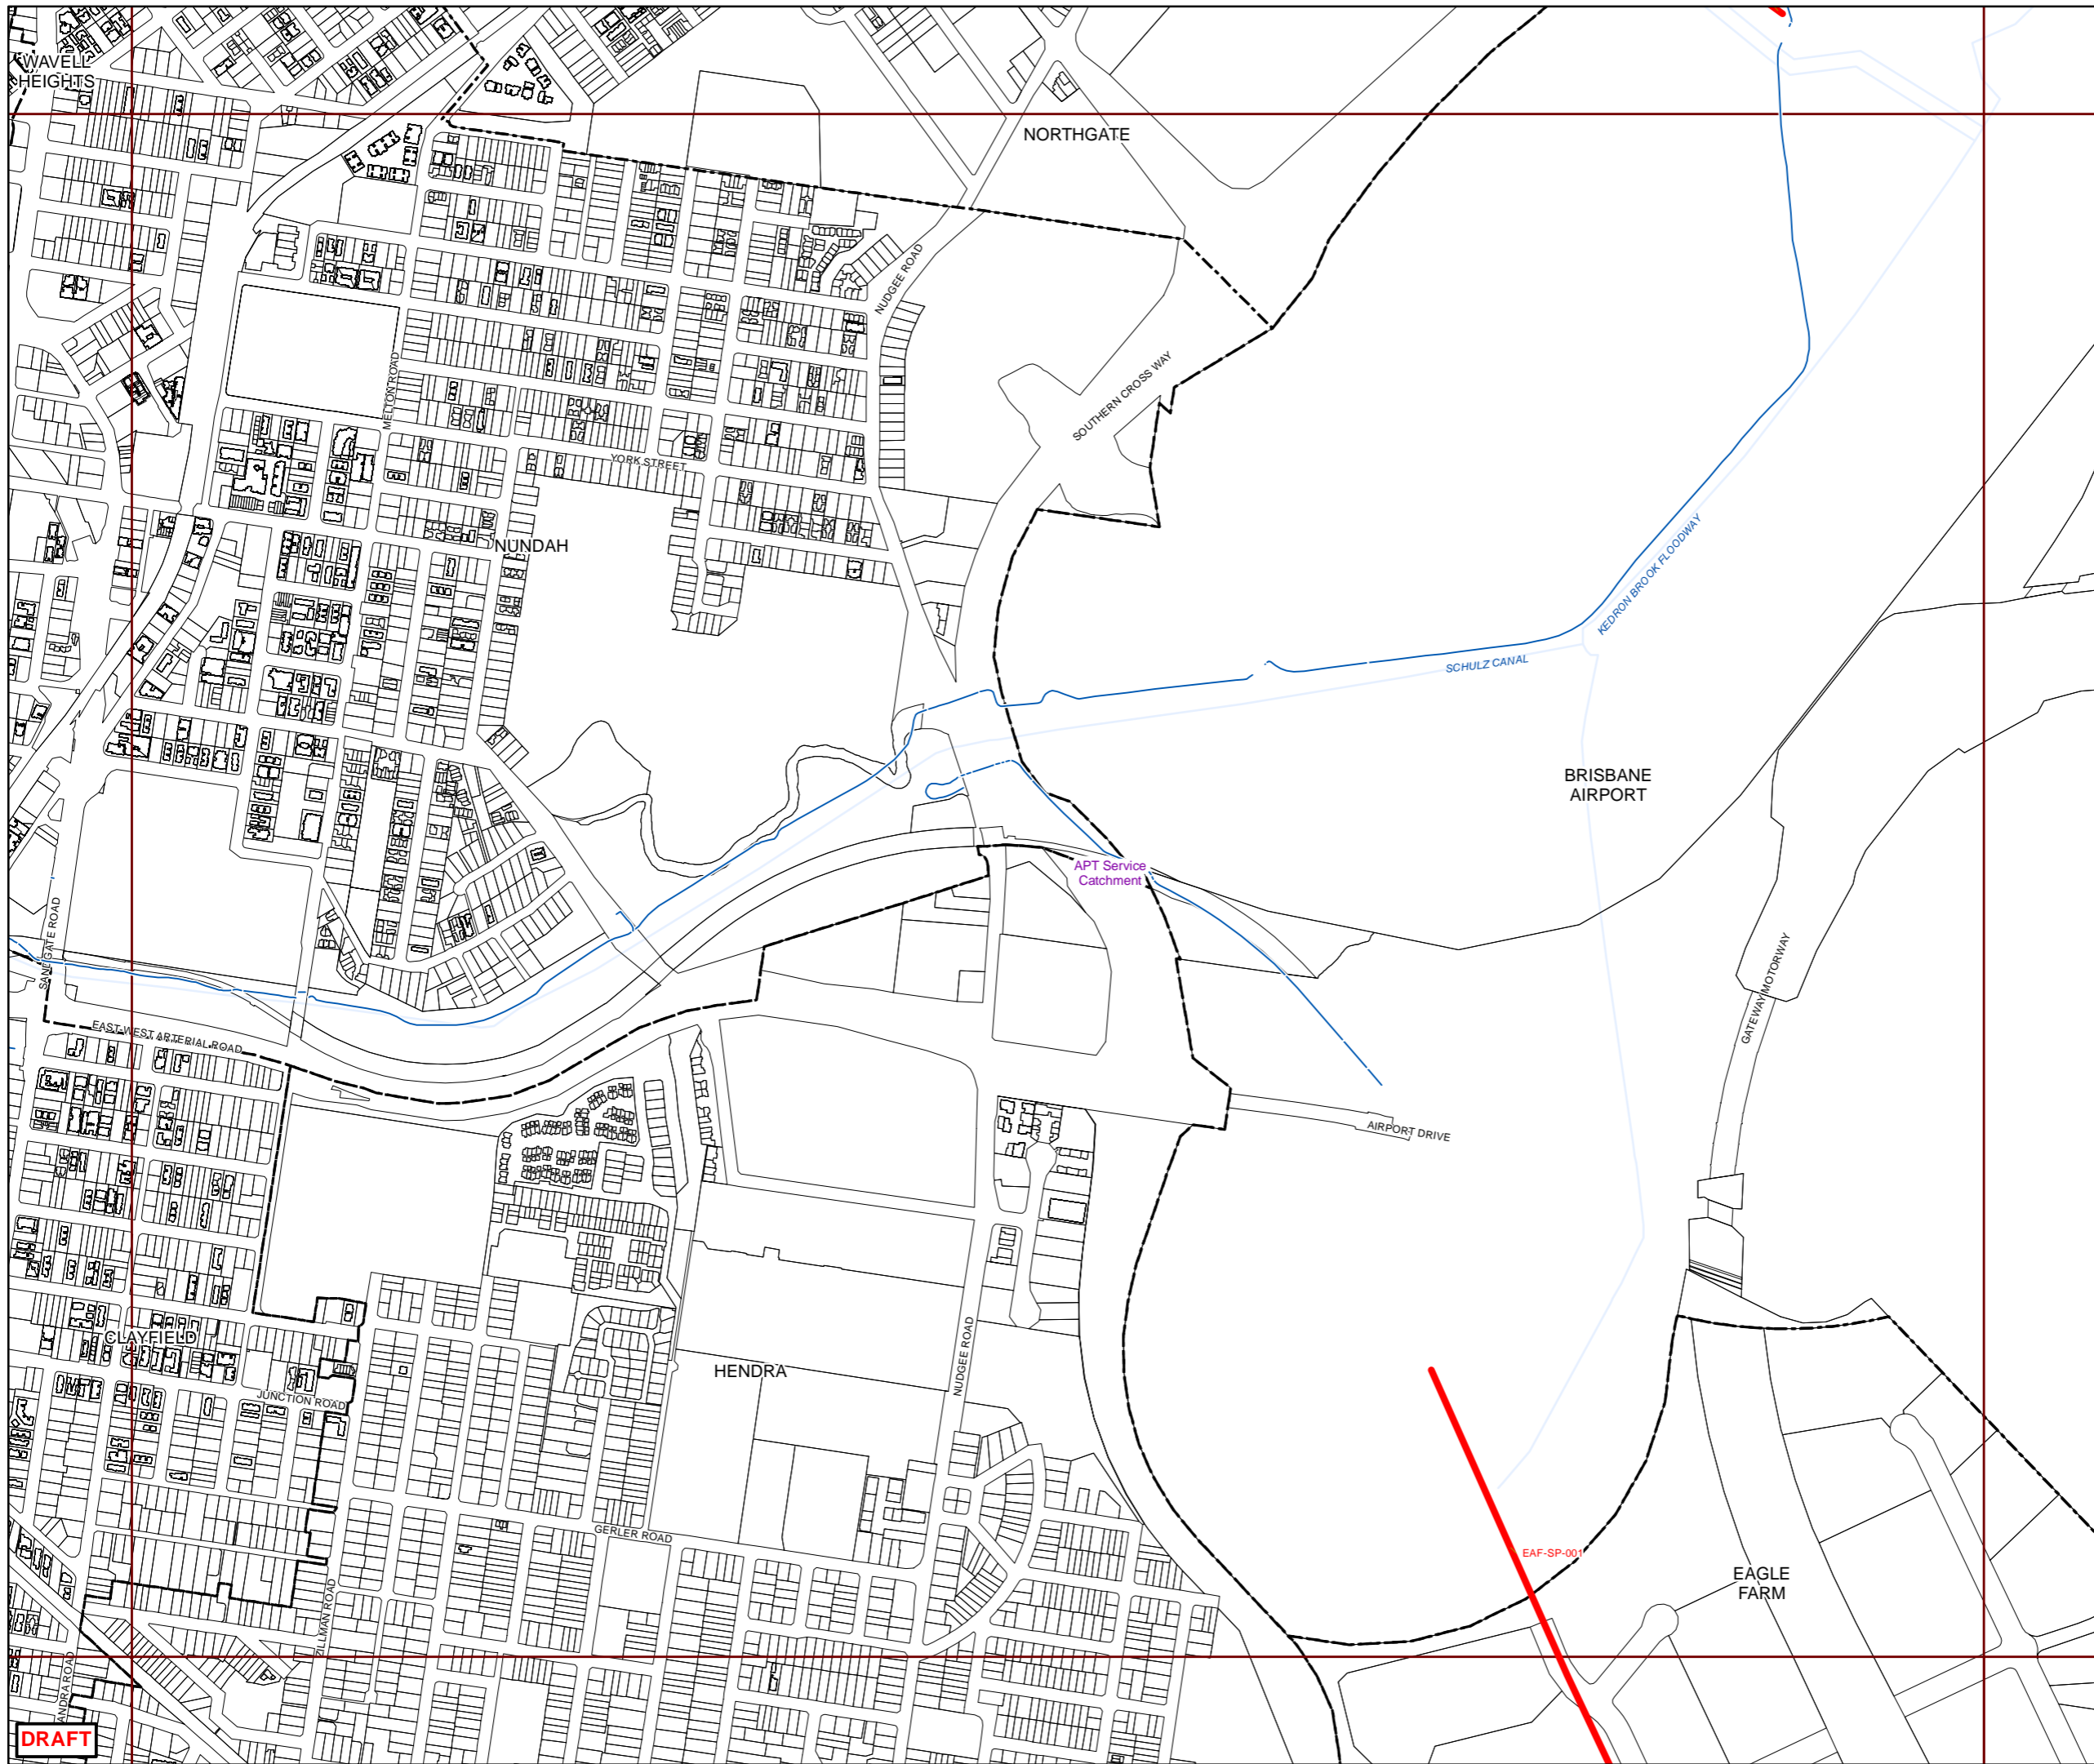 WAVELL
HEIGHTS
NORTHGATE
NUDGEE ROAD
SOUTHERN CROSS WAY
MELTON ROAD
YORK STREET
NUNDAH
KEDRON BROOK FLOODWAY
SCHULZ CANAL
BRISBANE
AIRPORT
APT Service
Catchment
SANDGATE ROAD
GATEWAY MOTORWAY
EAST-WEST ARTERIAL ROAD
AIRPORT DRIVE
CLAYFIELD
HENDRA
NUDGEE ROAD
JUNCTION ROAD
GERLER ROAD
EAF-SP-001
EAGLE
FARM
ZILLMAN ROAD
ANDRA ROAD
DRAFT